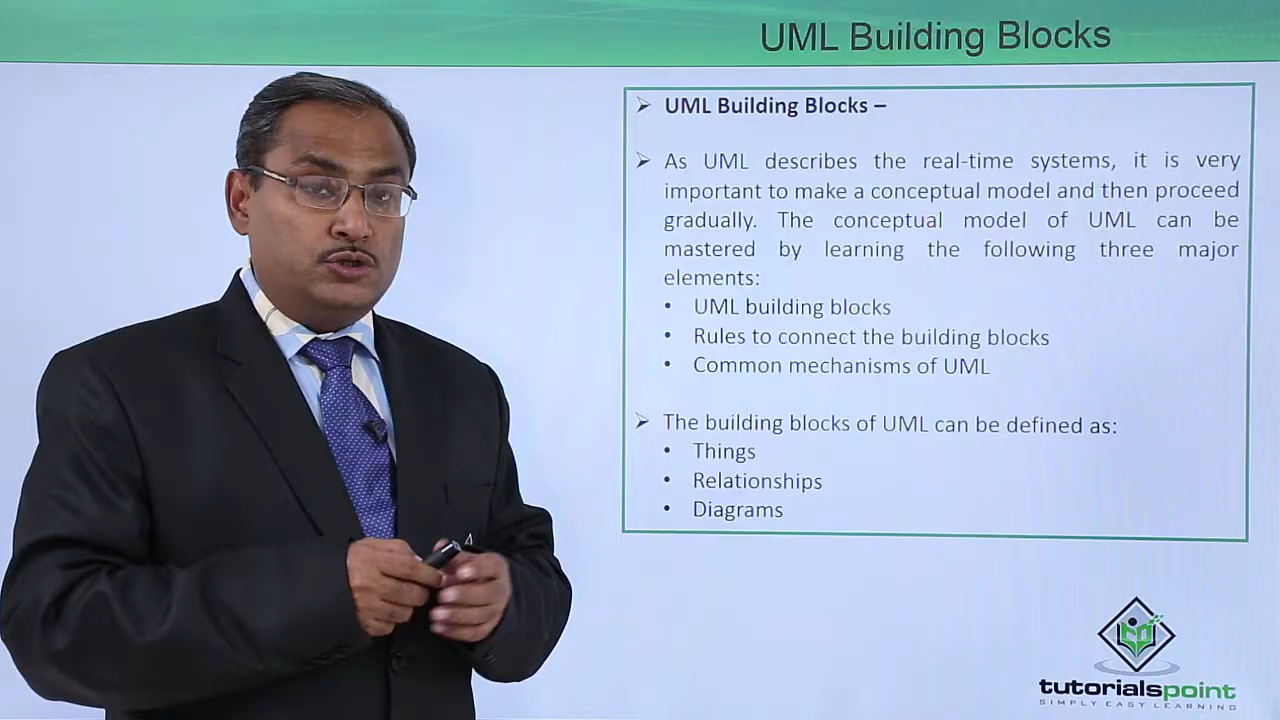 UML Building Blocks
UML Building Blocks –
As UML describes the real-time systems, it is very
important to make a conceptual model and then proceed
gradually. The conceptual model of UML can be
mastered by learning the following three major
elements:
• UML building blocks
• Rules to connect the building blocks
• Common mechanisms of UML
The building blocks of UML can be defined as:
• Things
• Relationships
• Diagrams
tutorialspoint
SIMPLY EASY LEARNING